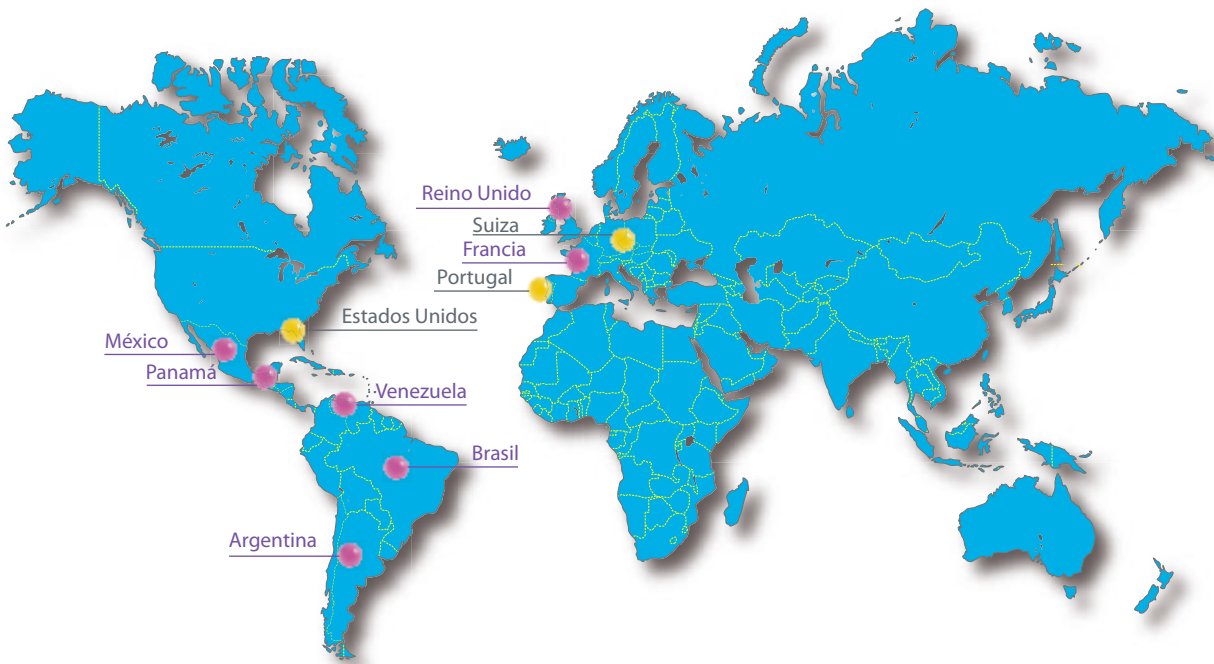 Reino Unido
Suiza
Francia
Portugal
Estados Unidos
México
Panamá
Venezuela
Brasil
Argentina